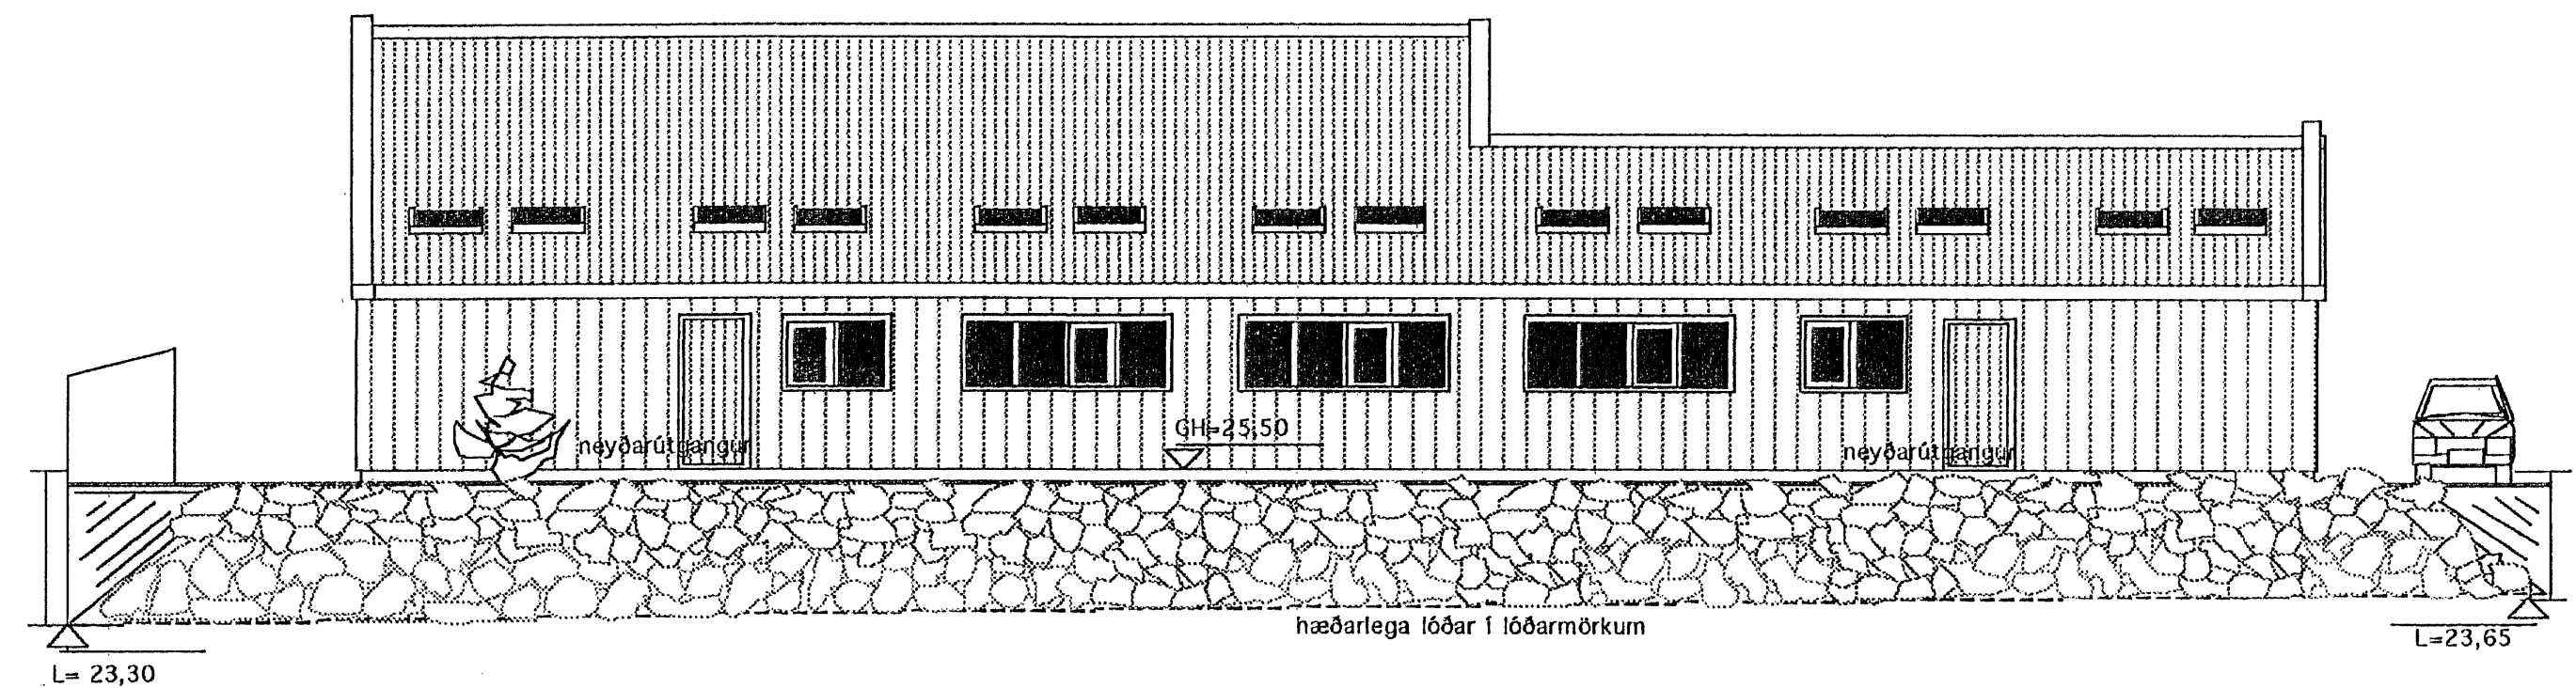 GH=25,50
neyðarútgangur
neyðarútgangur
hæðarlega lóðar í lóðarmörkum
L=23,65
L= 23,30